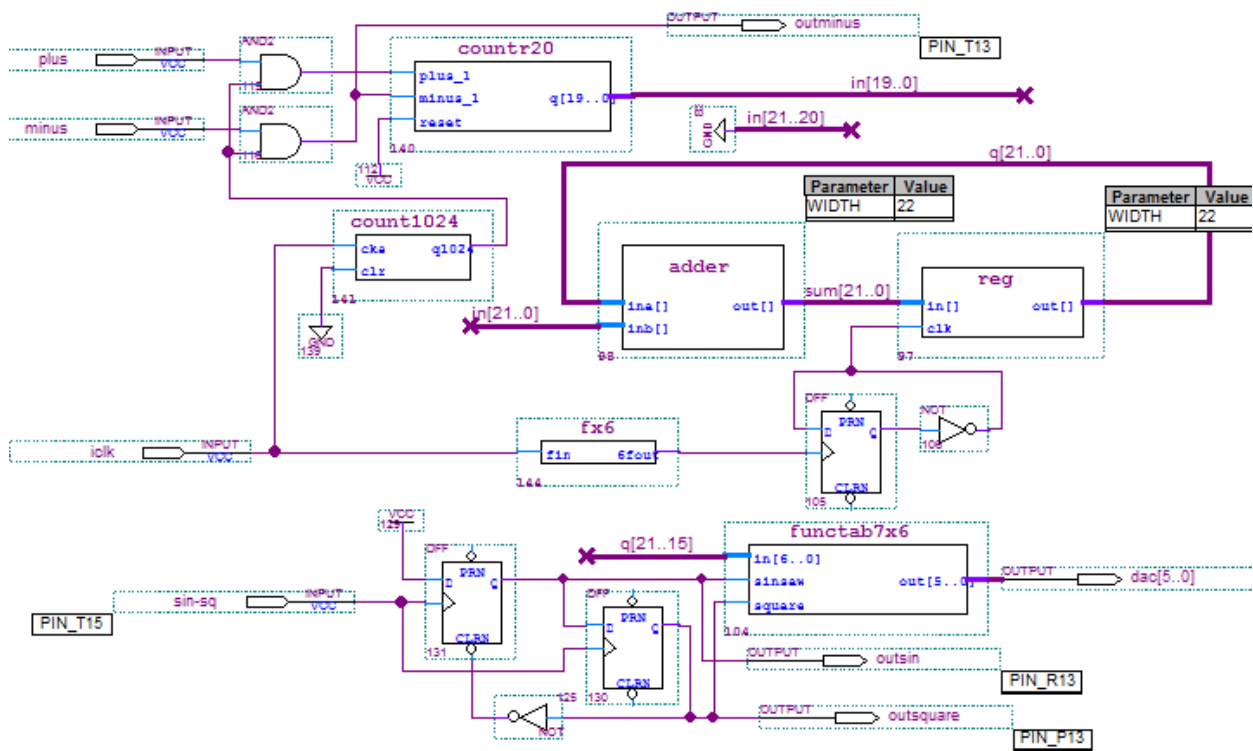 OUTPUT outminus
PIN_T13
plus INPUT VCC
AND2
countr20
plus_1
minus_1 q[19..0]
reset
140
in[19..0]
GND
in[21..20]
minus INPUT VCC
AND2
112
VCC
q[21..0]
Parameter Value
WIDTH 22
Parameter Value
WIDTH 22
count1024
cka q1024
clr
141
GND
139
adder
ina[] out[]
inb[]
98
in[21..0]
sum[21..0]
reg
in[] out[]
clk
97
iclk INPUT VCC
fx6
fin 6fout
144
DFF
PRN
D Q
CLRN
105
NOT
VCC
DFF
PRN
D Q
CLRN
131
sin-sq INPUT VCC
PIN_T15
DFF
PRN
D Q
CLRN
130
125
NOT
q[21..15]
functab7x6
in[6..0]
sinsaw out[5..0]
square
104
OUTPUT dac[5..0]
OUTPUT outsin
PIN_R13
OUTPUT outsquare
PIN_P13